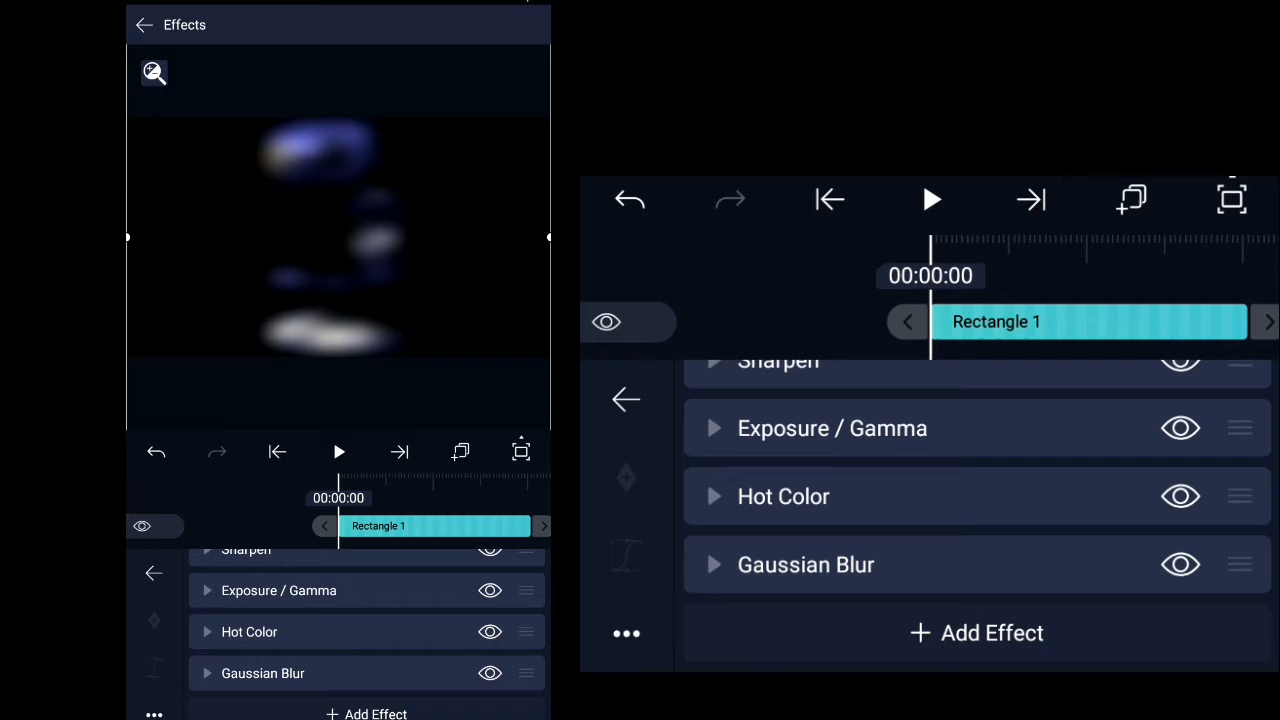 Effects
00:00:00
Rectangle 1
Sharpen
Exposure / Gamma
Hot Color
Gaussian Blur
Add Effect
00:00:00
Rectangle 1
Sharpen
Exposure / Gamma
Hot Color
Gaussian Blur
Add Effect